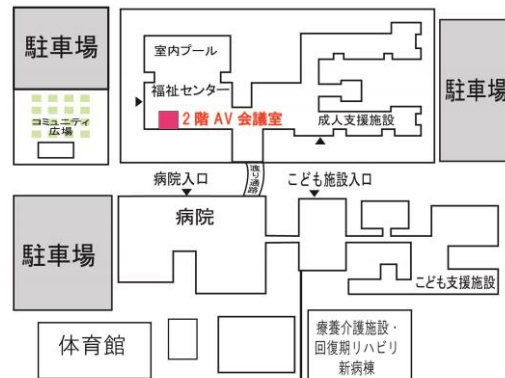 駐車場
室内プール
福祉センター
2階 AV 会議室
成人支援施設
駐車場
コミュニティ
広場
渡り通路
病院入口
こども施設入口
病院
駐車場
こども支援施設
体育館
療養介護施設・
回復期リハビリ
新病棟